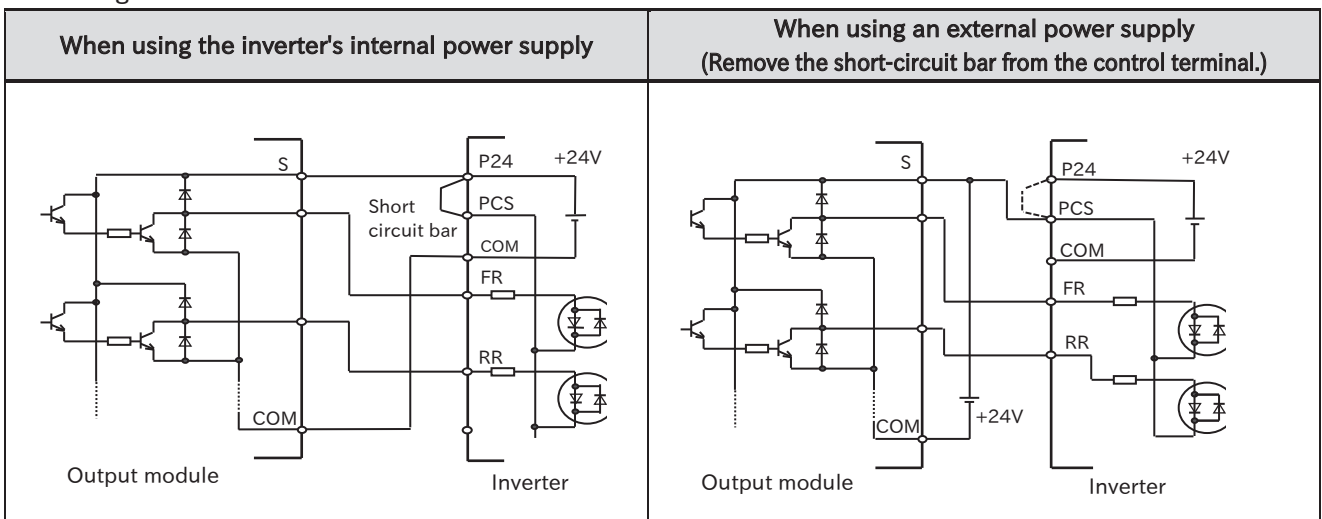 When using the inverter's internal power supply
When using an external power supply
(Remove the short-circuit bar from the control terminal.)
S
P24
+24V
Short
circuit bar
PCS
COM
FR
RR
COM
Output module
Inverter
S
P24
+24V
PCS
COM
FR
RR
+24V
COM
Output module
Inverter